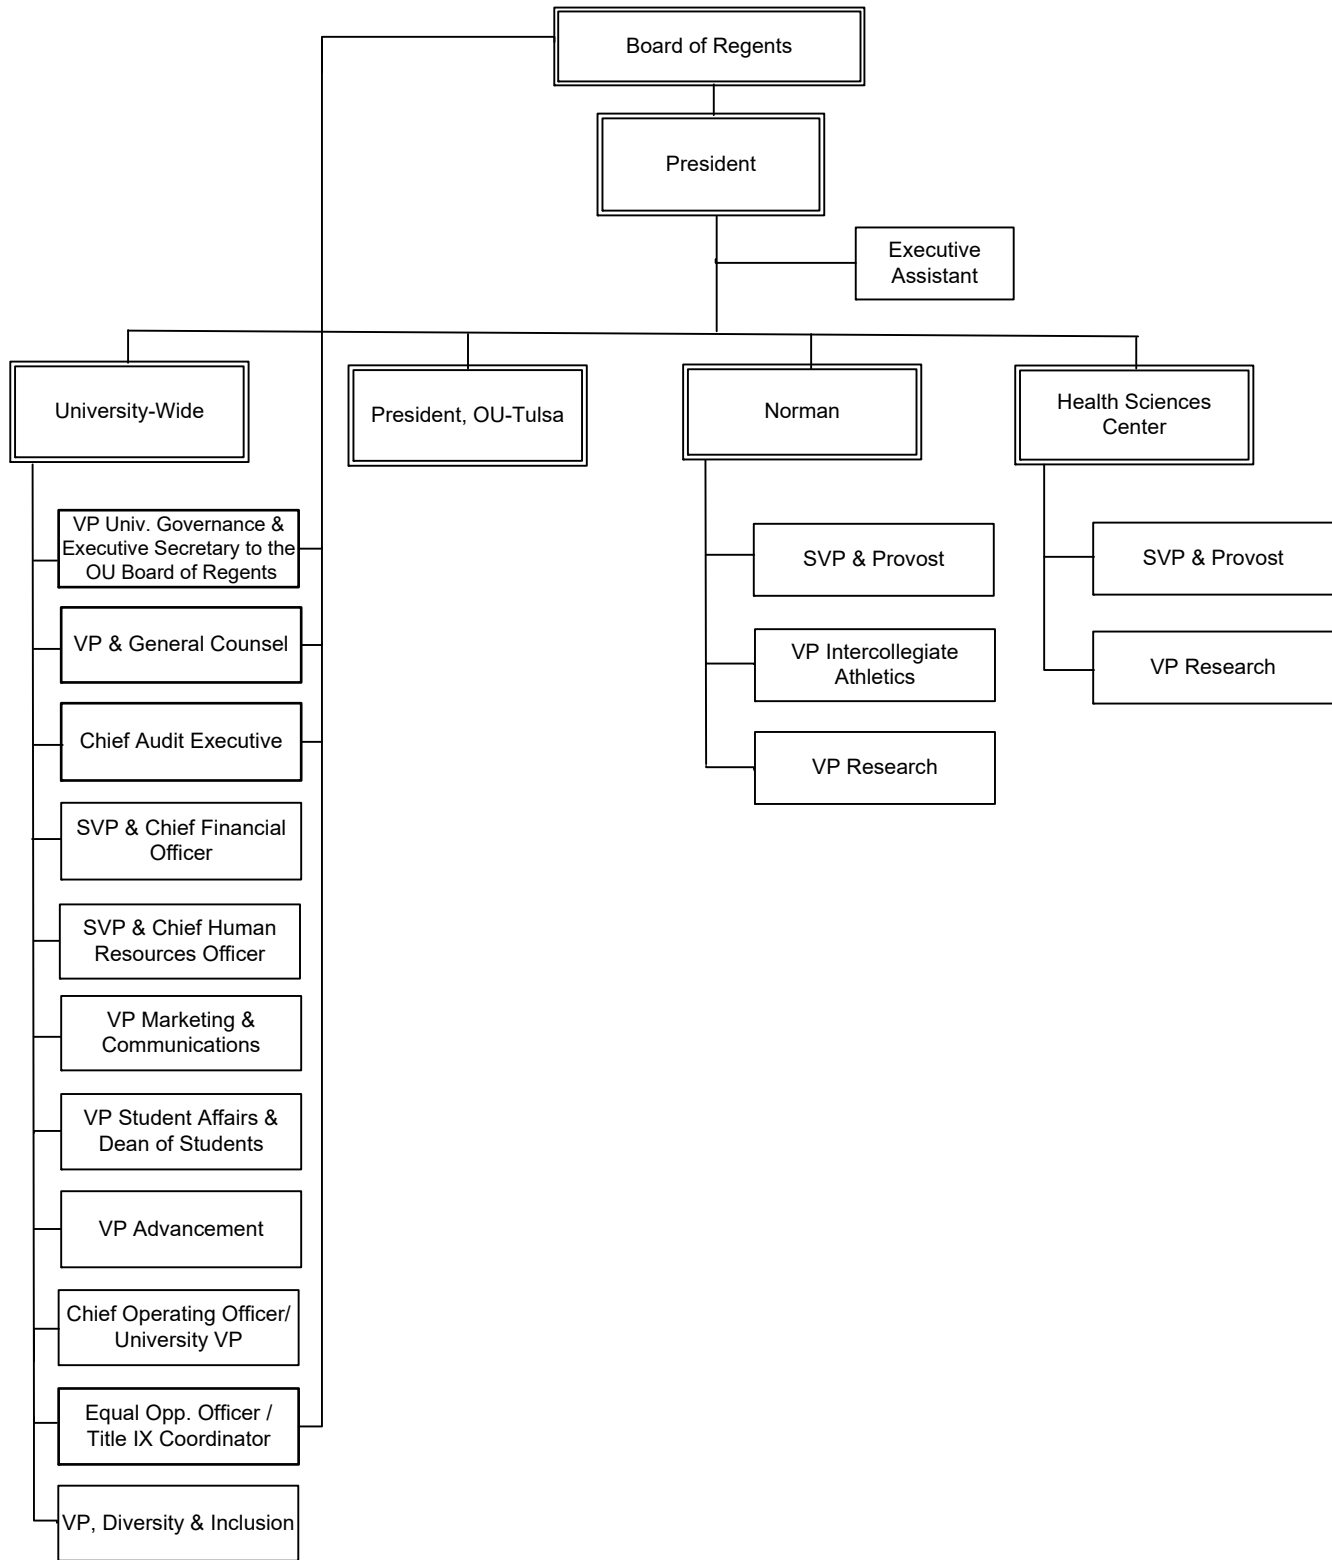 Board of Regents
President
Executive
Assistant
University-Wide
President, OU-Tulsa
Norman
Health Sciences
Center
VP Univ. Governance &
Executive Secretary to the
OU Board of Regents
VP & General Counsel
Chief Audit Executive
SVP & Chief Financial
Officer
SVP & Chief Human
Resources Officer
VP Marketing &
Communications
VP Student Affairs &
Dean of Students
VP Advancement
Chief Operating Officer/
University VP
Equal Opp. Officer /
Title IX Coordinator
VP, Diversity & Inclusion
SVP & Provost
VP Intercollegiate
Athletics
VP Research
SVP & Provost
VP Research